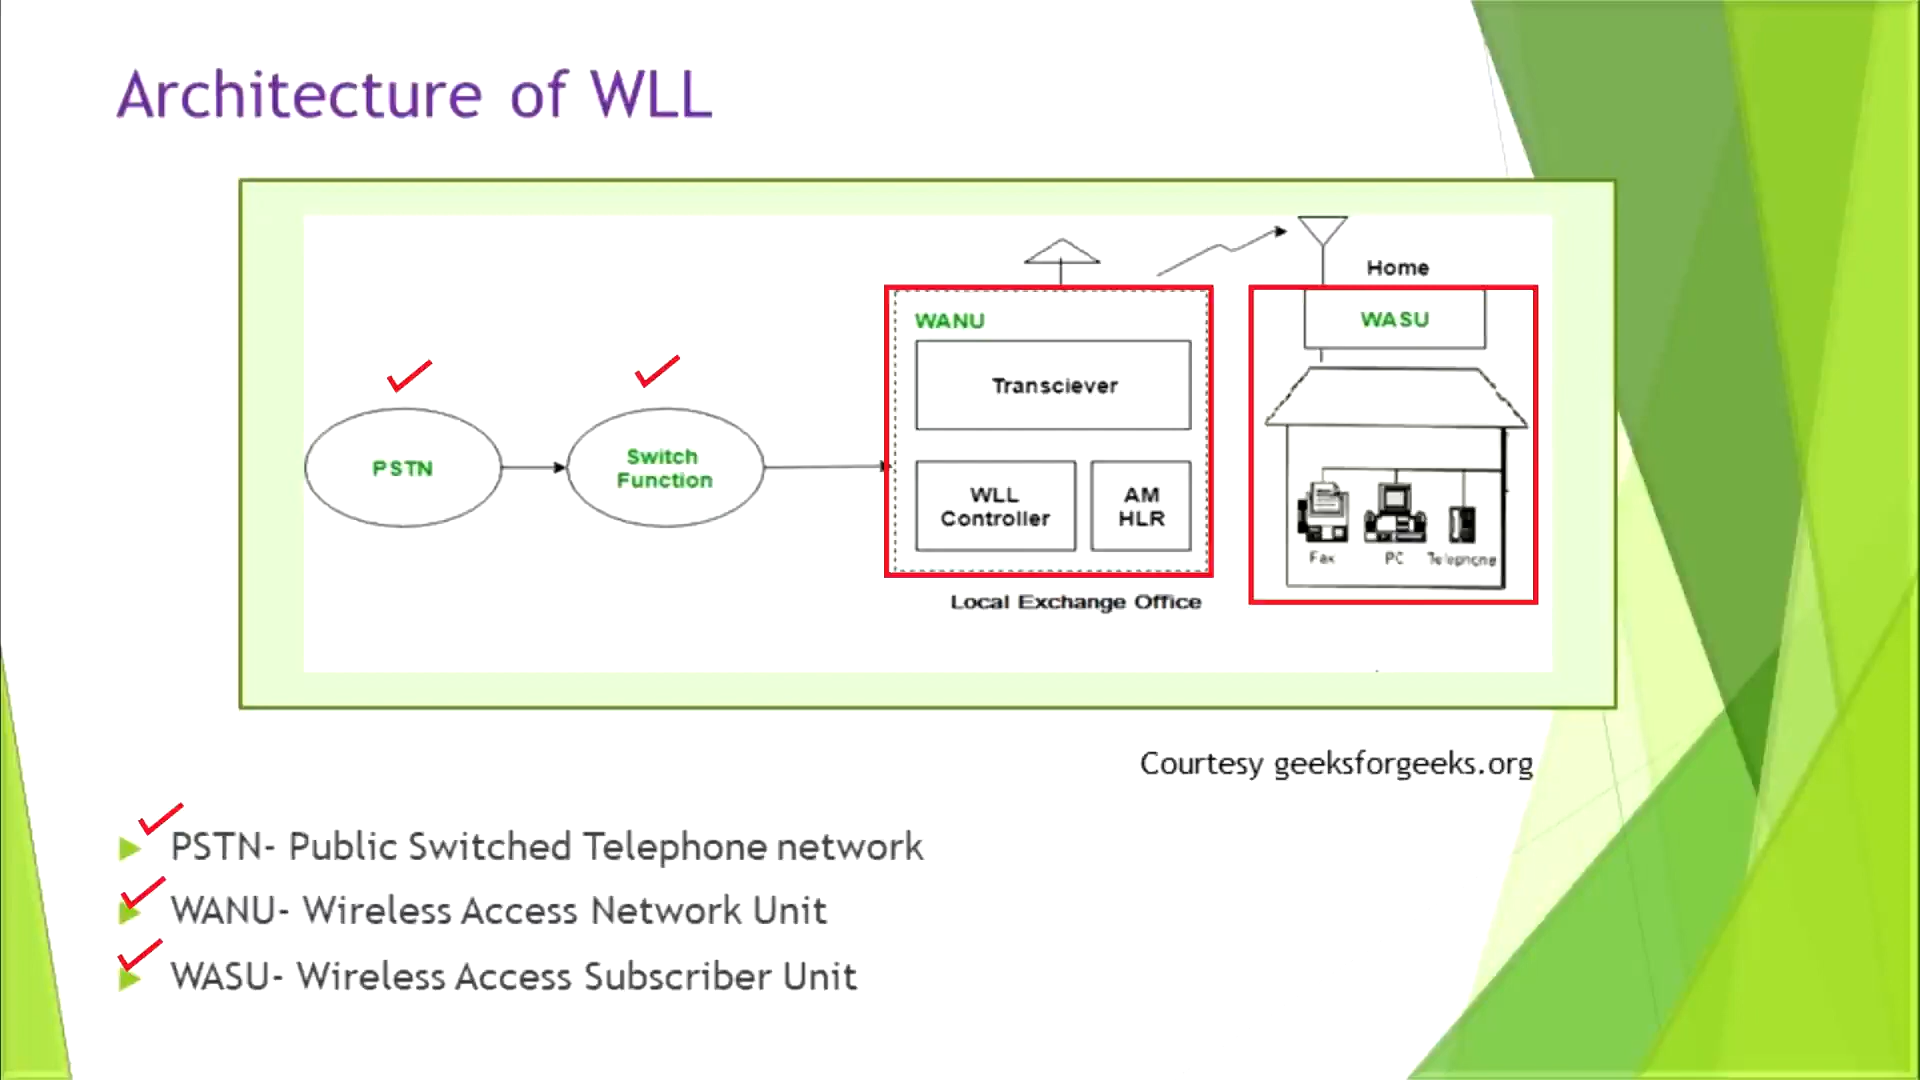 Architecture of WLL
Home
WANU
WASU
Transciever
PSTN
Switch
Function
WLL
Controller
AM
HLR
Fax
PC
Telephone
Local Exchange Office
Courtesy geeksforgeeks.org
PSTN- Public Switched Telephone network
WANU- Wireless Access Network Unit
WASU- Wireless Access Subscriber Unit